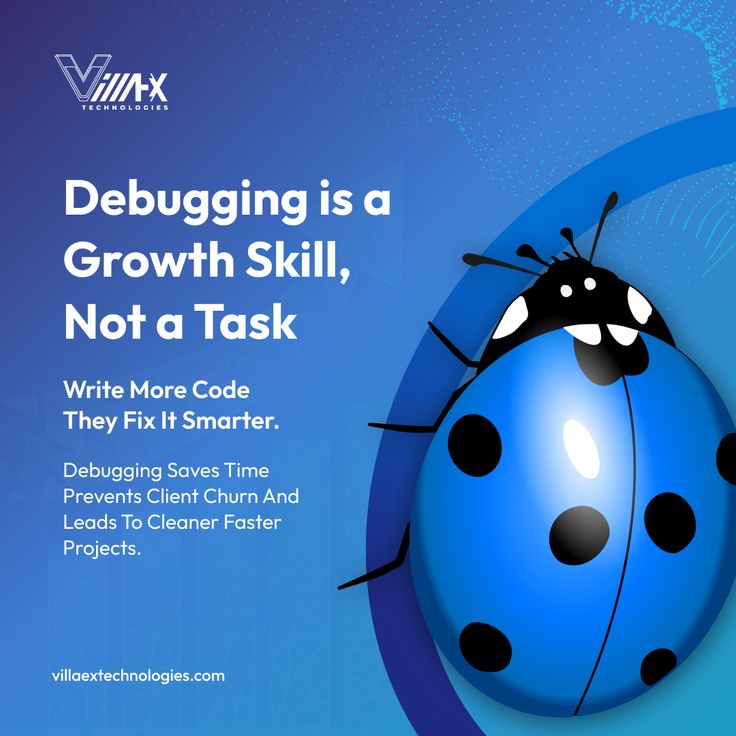 VillA-X
TECHNOLOGIES
Debugging is a
Growth Skill,
Not a Task
Write More Code
They Fix It Smarter.
Debugging Saves Time
Prevents Client Churn And
Leads To Cleaner Faster
Projects.
villaextechnologies.com